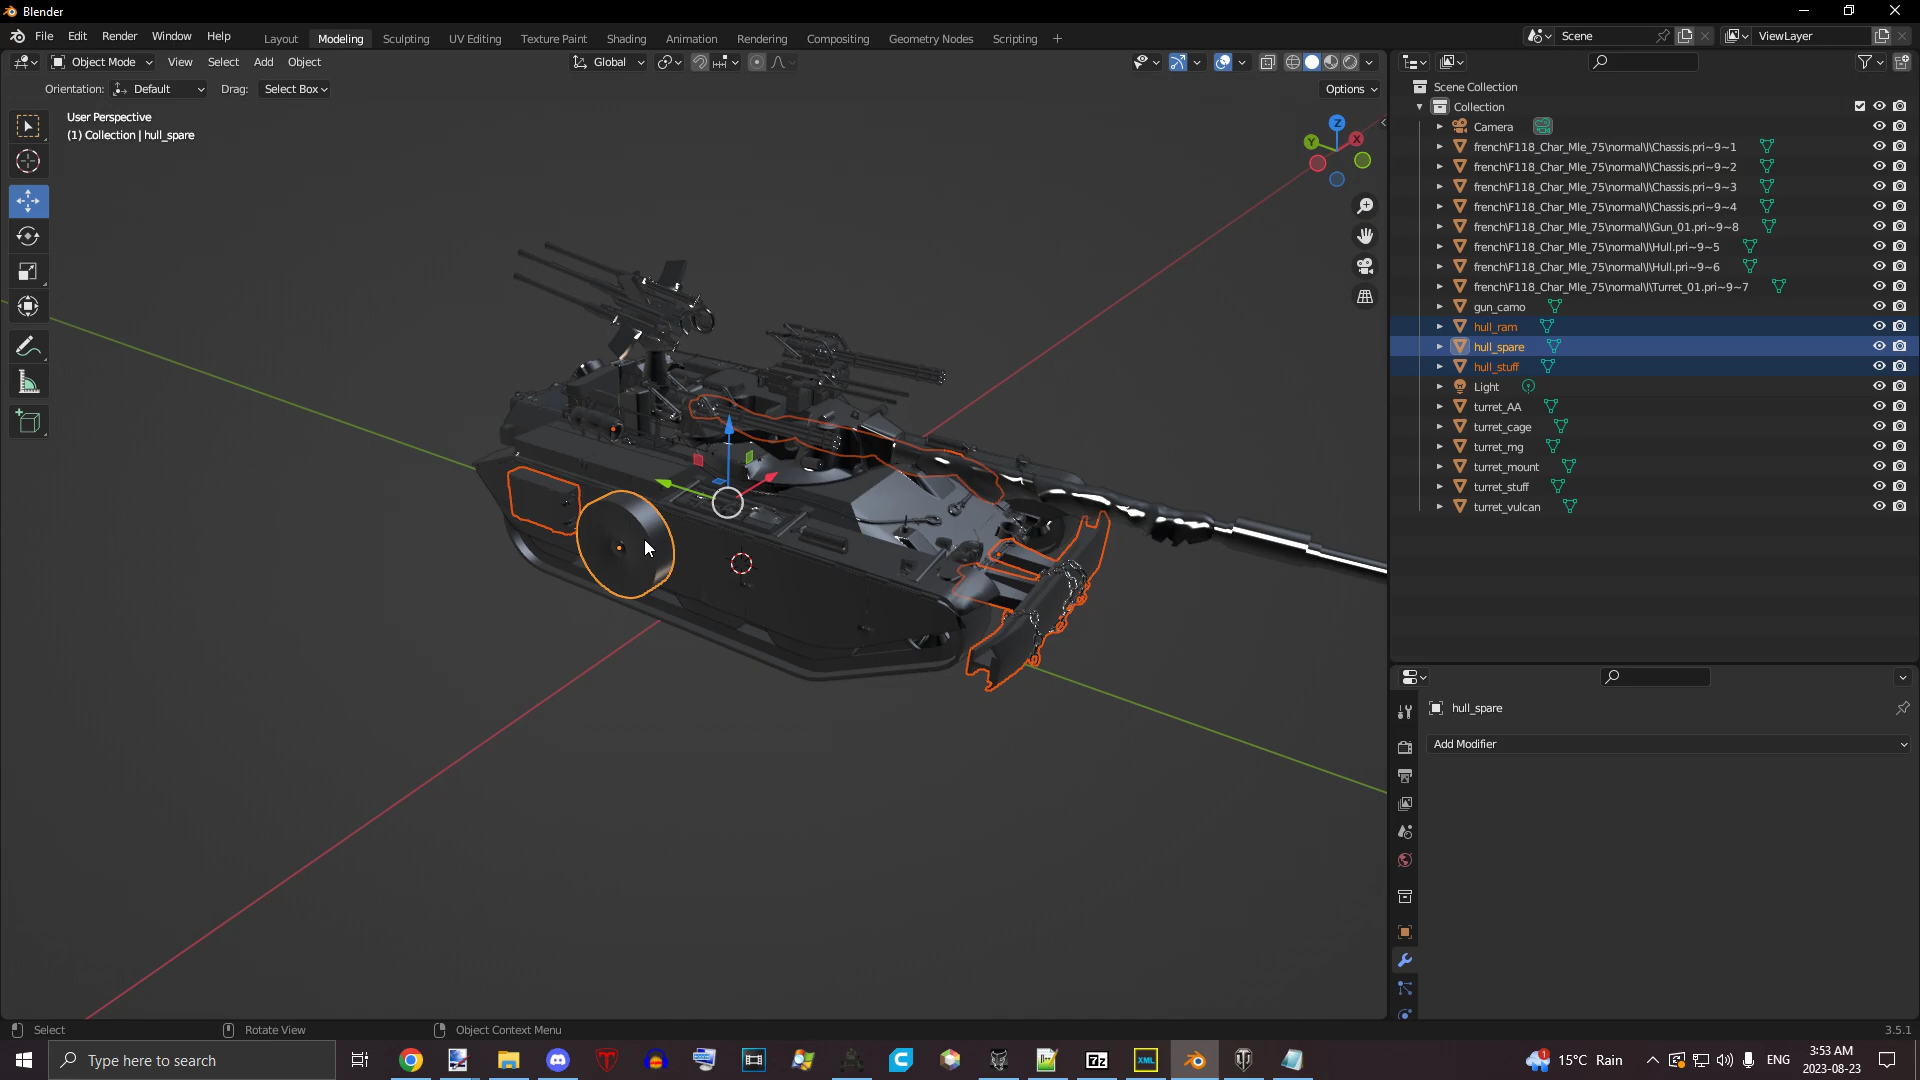 Blender
File Edit Render Window Help
Layout Modeling Sculpting UV Editing Texture Paint Shading Animation Rendering Compositing Geometry Nodes Scripting +
Scene
ViewLayer
Object Mode View Select Add Object
Global
Orientation: Default Drag: Select Box
Options
User Perspective
(1) Collection | hull_spare
Z
X
Y
Scene Collection
Collection
Camera
french\F118_Char_Mle_75\normal\l\Chassis.pri~9~1
french\F118_Char_Mle_75\normal\l\Chassis.pri~9~2
french\F118_Char_Mle_75\normal\l\Chassis.pri~9~3
french\F118_Char_Mle_75\normal\l\Chassis.pri~9~4
french\F118_Char_Mle_75\normal\l\Gun_01.pri~9~8
french\F118_Char_Mle_75\normal\l\Hull.pri~9~5
french\F118_Char_Mle_75\normal\l\Hull.pri~9~6
french\F118_Char_Mle_75\normal\l\Turret_01.pri~9~7
gun_camo
hull_ram
hull_spare
hull_stuff
Light
turret_AA
turret_cage
turret_mg
turret_mount
turret_stuff
turret_vulcan
hull_spare
Add Modifier
Select
Rotate View
Object Context Menu
3.5.1
Type here to search
7z
XML
1
15°C Rain
ENG
3:53 AM
2023-08-23